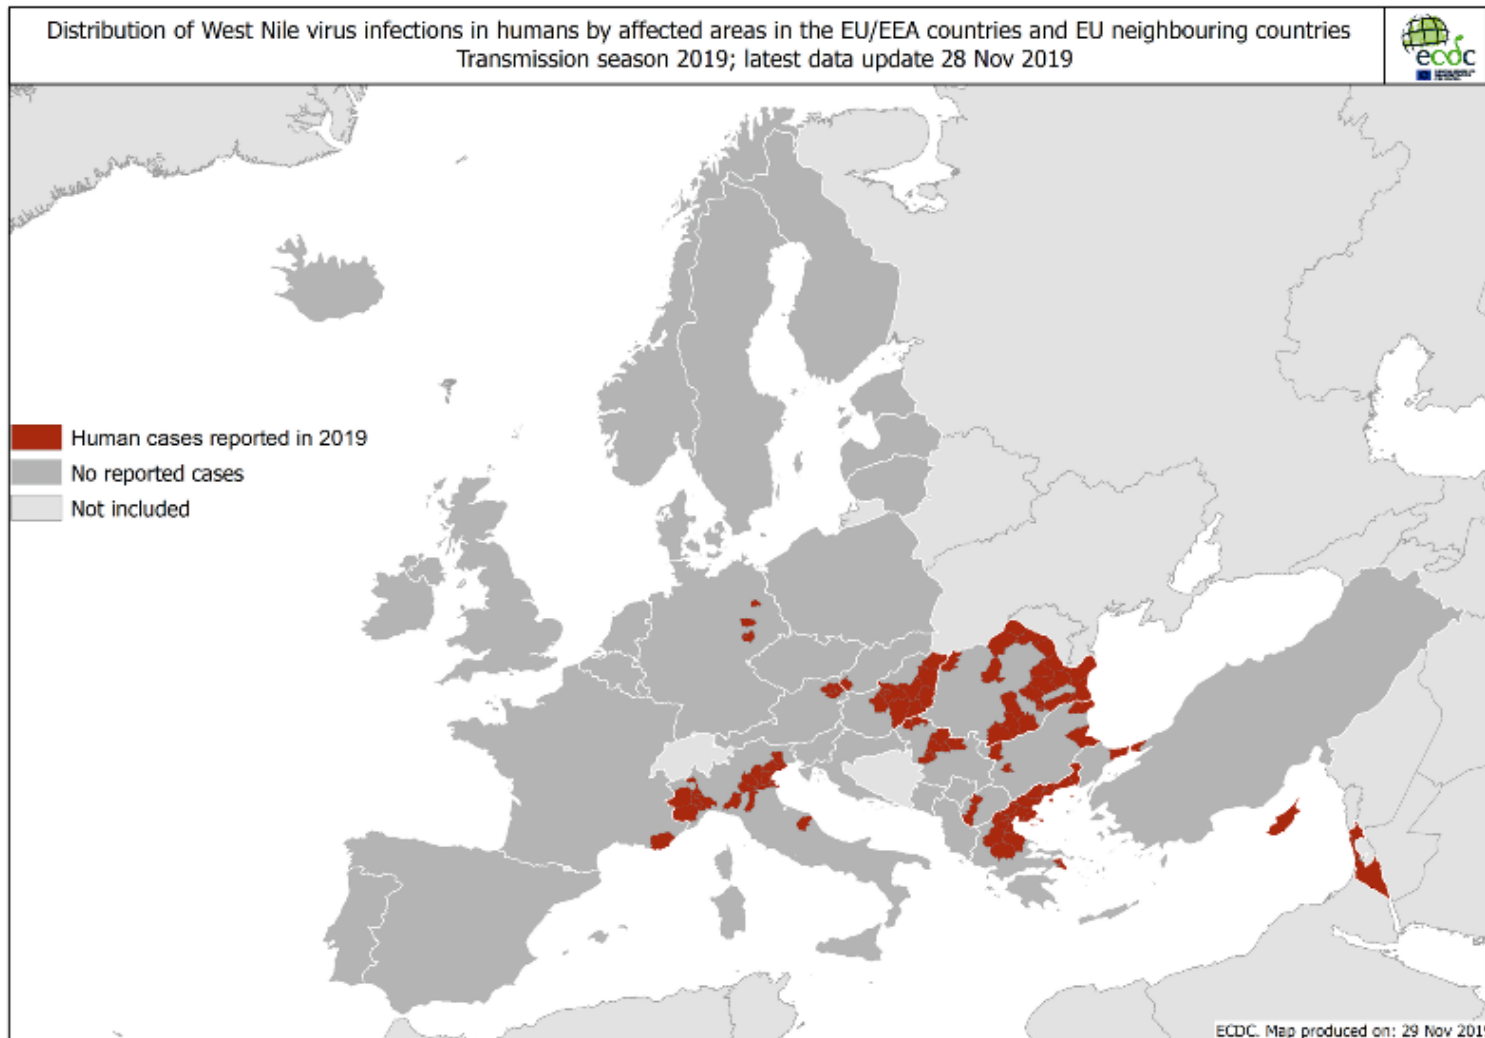 Distribution of West Nile virus infections in humans by affected areas in the EU/EEA countries and EU neighbouring countries
Transmission season 2019; latest data update 28 Nov 2019
ecdc
Human cases reported in 2019
No reported cases
Not included
ECDC. Map produced on: 29 Nov 2019